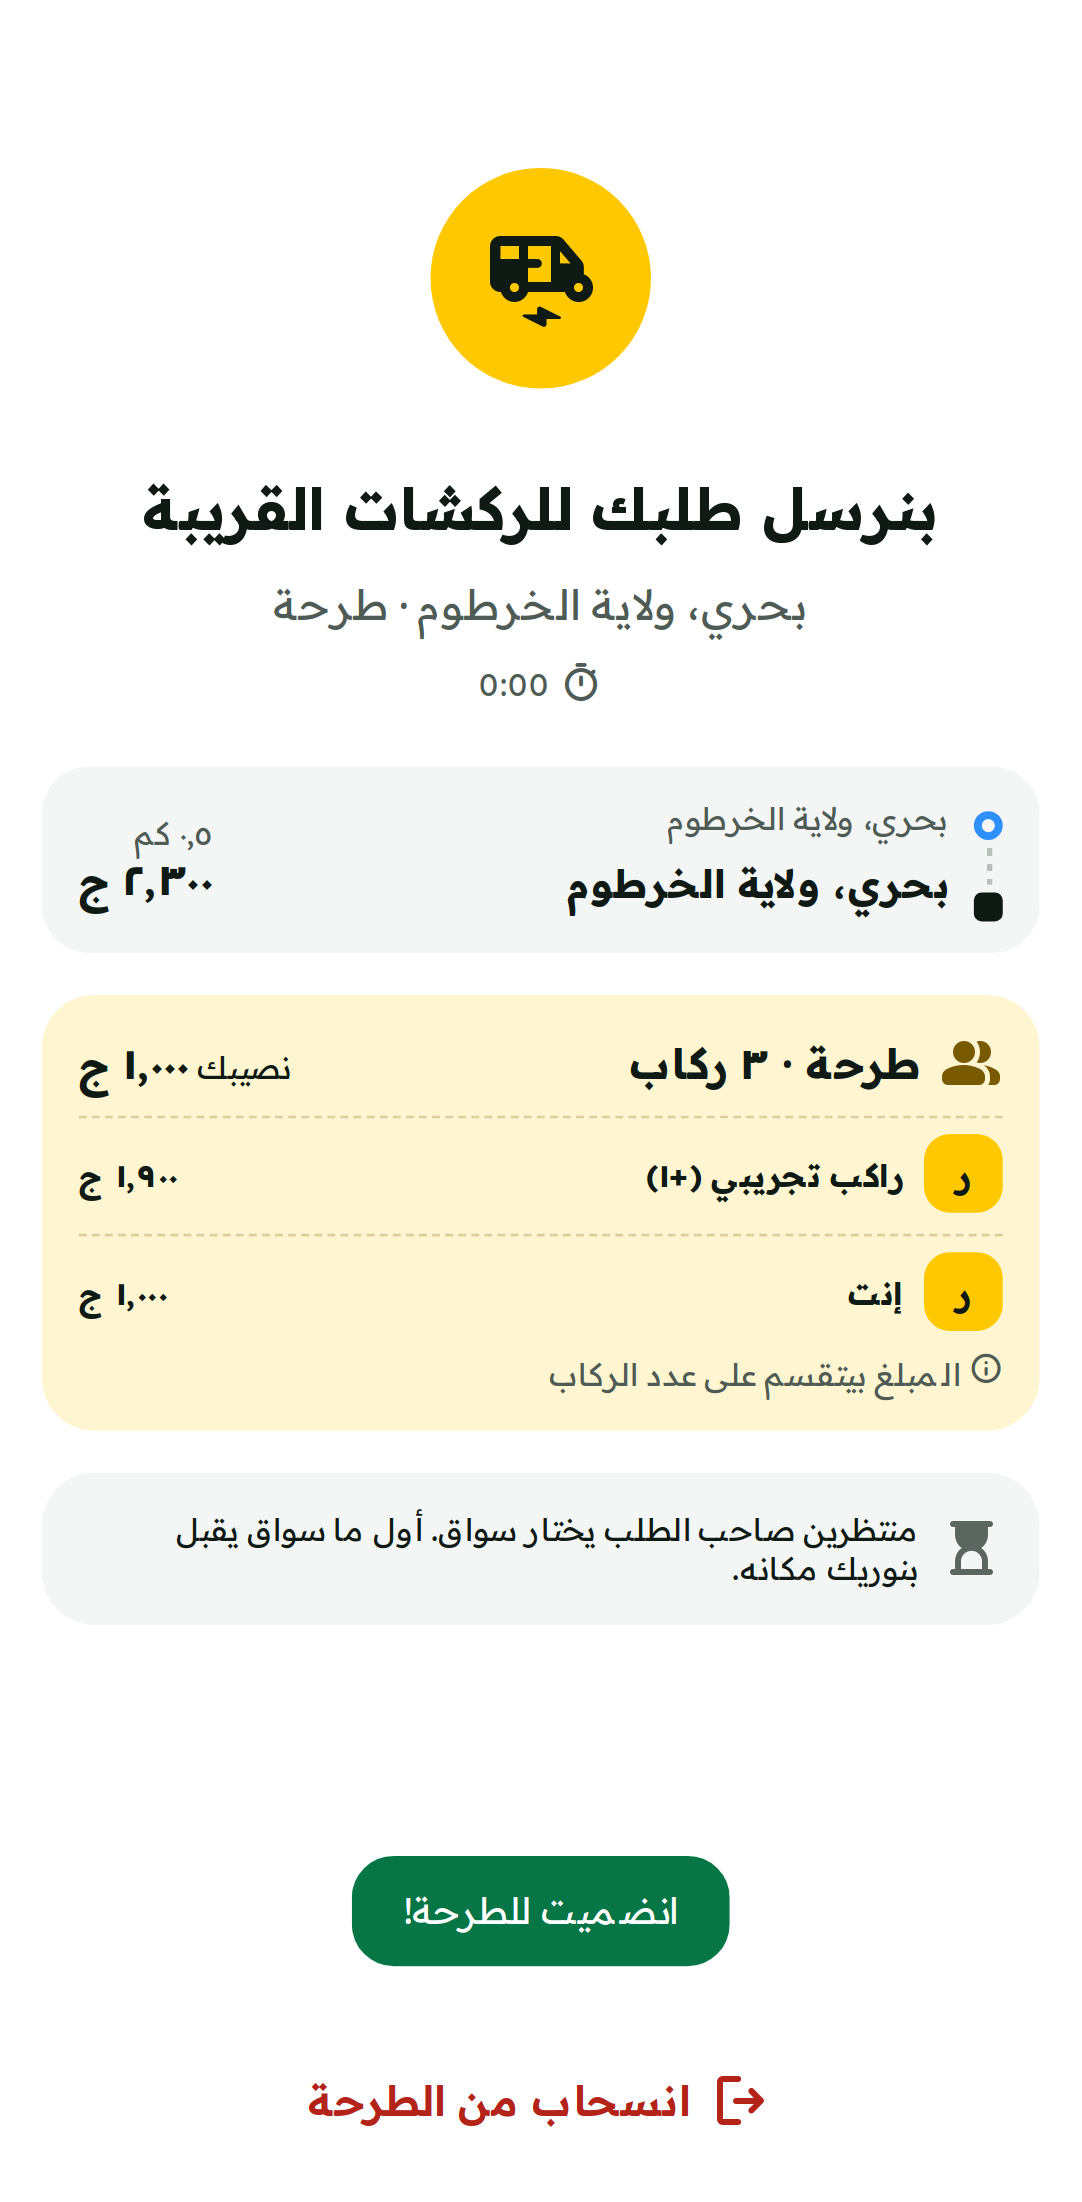 بنرسل طلبك للركشات القريبة
بحري، ولاية الخرطوم · طرحة
0:00
بحري، ولاية الخرطوم
٠,٥ كم
بحري، ولاية الخرطوم
٢,٣٠٠ ج
طرحة · ٣ ركاب
نصيبك ١,٠٠٠ ج
ر
راكب تجريبي (+١)
١,٩٠٠ ج
ر
إنت
١,٠٠٠ ج
المبلغ بيتقسم على عدد الركاب
منتظرين صاحب الطلب يختار سواق. أول ما سواق يقبل
بنوريك مكانه.
انضميت للطرحة!
انسحاب من الطرحة